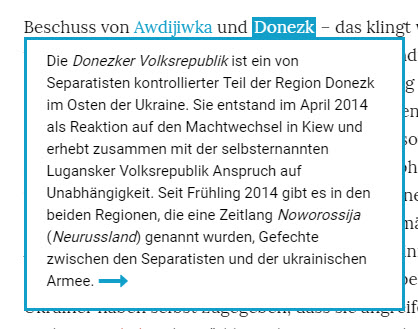 Beschuss von Awdijiwka und Donezk – das klingt
Die Donezker Volksrepublik ist ein von
Separatisten kontrollierter Teil der Region Donezk
im Osten der Ukraine. Sie entstand im April 2014
als Reaktion auf den Machtwechsel in Kiew und
erhebt zusammen mit der selbsternannten
Lugansker Volksrepublik Anspruch auf
Unabhängigkeit. Seit Frühling 2014 gibt es in den
beiden Regionen, die eine Zeitlang Noworossija
(Neurussland) genannt wurden, Gefechte
zwischen den Separatisten und der ukrainischen
Armee.